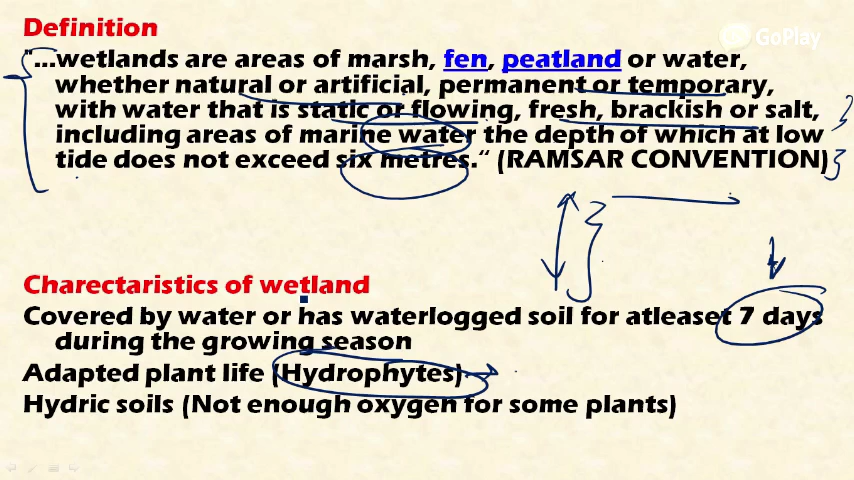 GoPlay
Definition
"...wetlands are areas of marsh, fen, peatland or water,
whether natural or artificial, permanent or temporary,
with water that is static or flowing, fresh, brackish or salt,
including areas of marine water the depth of which at low
tide does not exceed six metres.“ (RAMSAR CONVENTION)
Charectaristics of wetland
Covered by water or has waterlogged soil for atleaset 7 days
during the growing season
Adapted plant life (Hydrophytes)
Hydric soils (Not enough oxygen for some plants)